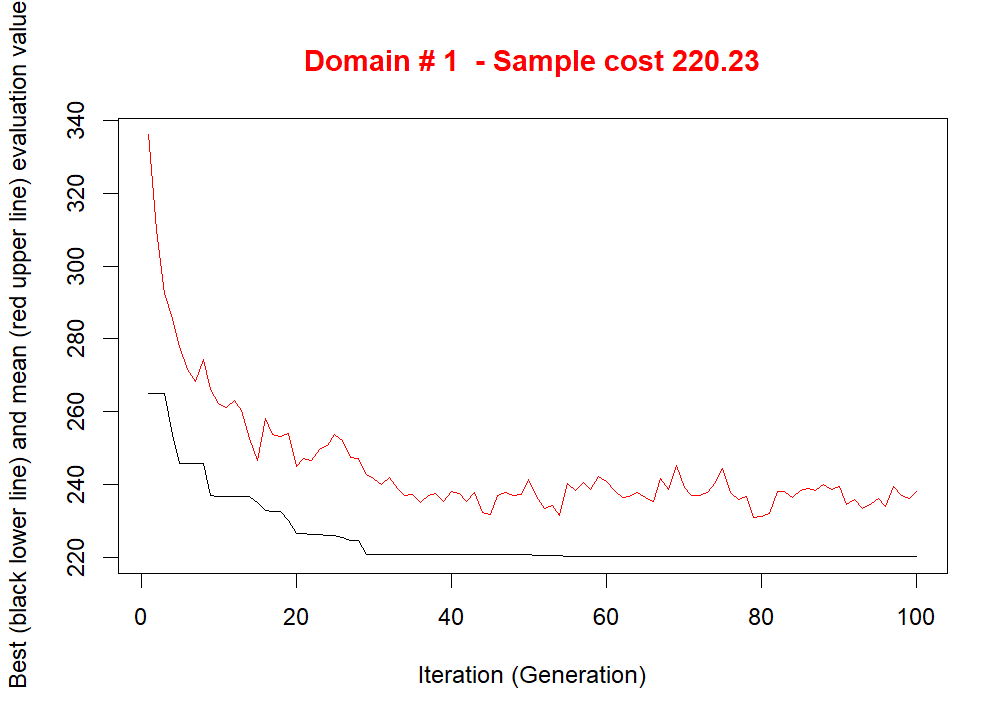 Domain # 1  - Sample cost 220.23
Best (black lower line) and mean (red upper line) evaluation value
340
320
300
280
260
240
220
0 20 40 60 80 100
Iteration (Generation)